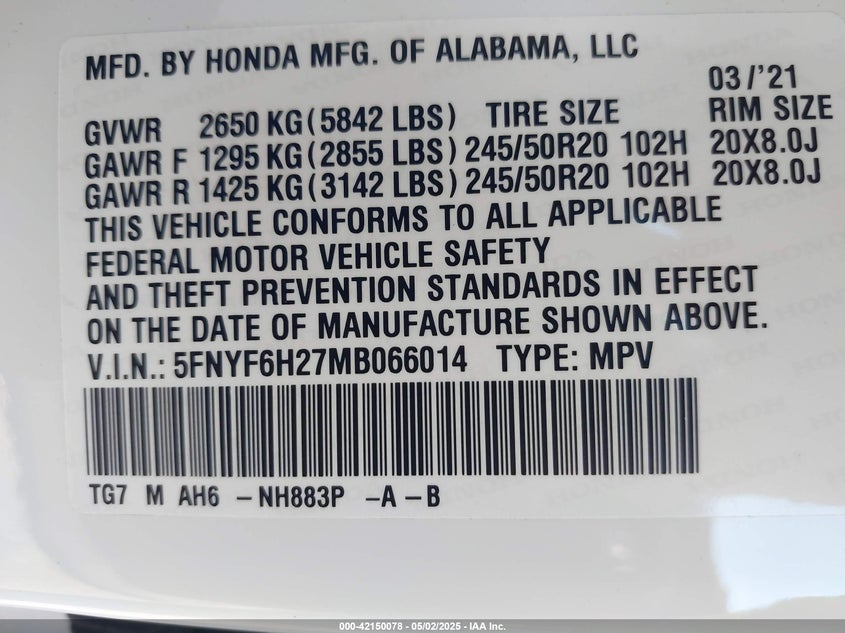 MFD. BY HONDA MFG. OF ALABAMA, LLC
03/'21
GVWR 2650 KG(5842 LBS) TIRE SIZE RIM SIZE
GAWR F 1295 KG(2855 LBS) 245/50R20 102H 20X8.0J
GAWR R 1425 KG(3142 LBS) 245/50R20 102H 20X8.0J
THIS VEHICLE CONFORMS TO ALL APPLICABLE
FEDERAL MOTOR VEHICLE SAFETY
AND THEFT PREVENTION STANDARDS IN EFFECT
ON THE DATE OF MANUFACTURE SHOWN ABOVE.
V.I.N.: 5FNYF6H27MB066014 TYPE: MPV
TG7 M AH6 -NH883P -A -B
000-42150078 - 05/02/2025 - IAA Inc.